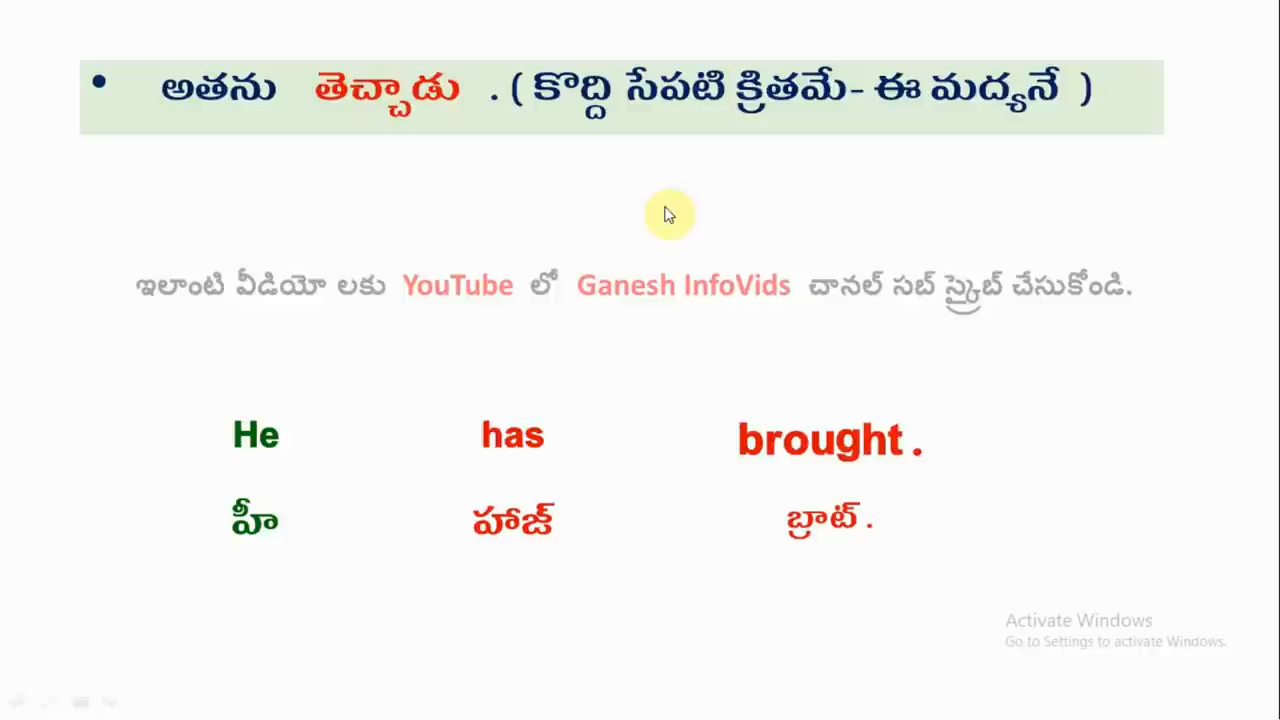 • అతను తెచ్చాడు . ( కొద్ది సేపటి క్రితమే- ఈ మద్యనే )
ఇలాంటి వీడియో లకు YouTube లో Ganesh InfoVids చానల్ సబ్ స్క్రైబ్ చేసుకోండి.
He has brought .
హీ హాజ్ బ్రాట్ .
Activate Windows
Go to Settings to activate Windows.